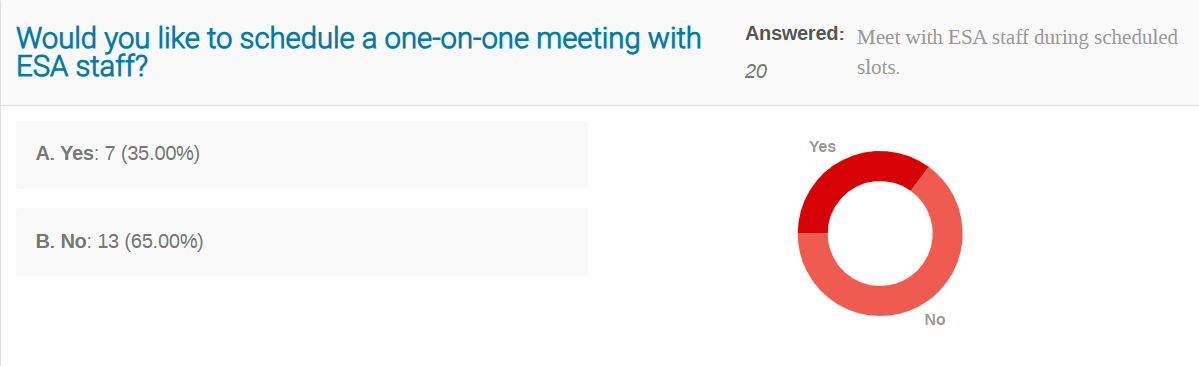 Would you like to schedule a one-on-one meeting with
ESA staff?
Answered:
20
Meet with ESA staff during scheduled
slots.
A. Yes: 7 (35.00%)
B. No: 13 (65.00%)
Yes
No